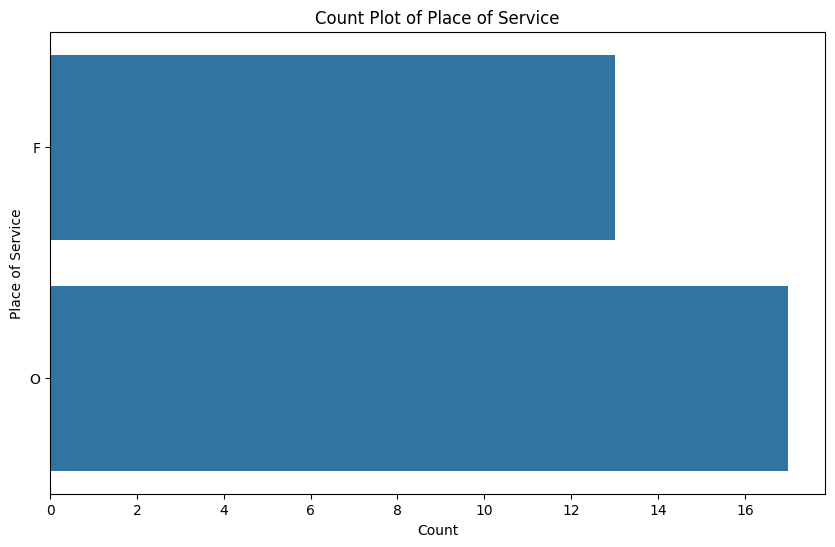 Count Plot of Place of Service
Place of Service
F
O
0 2 4 6 8 10 12 14 16
Count